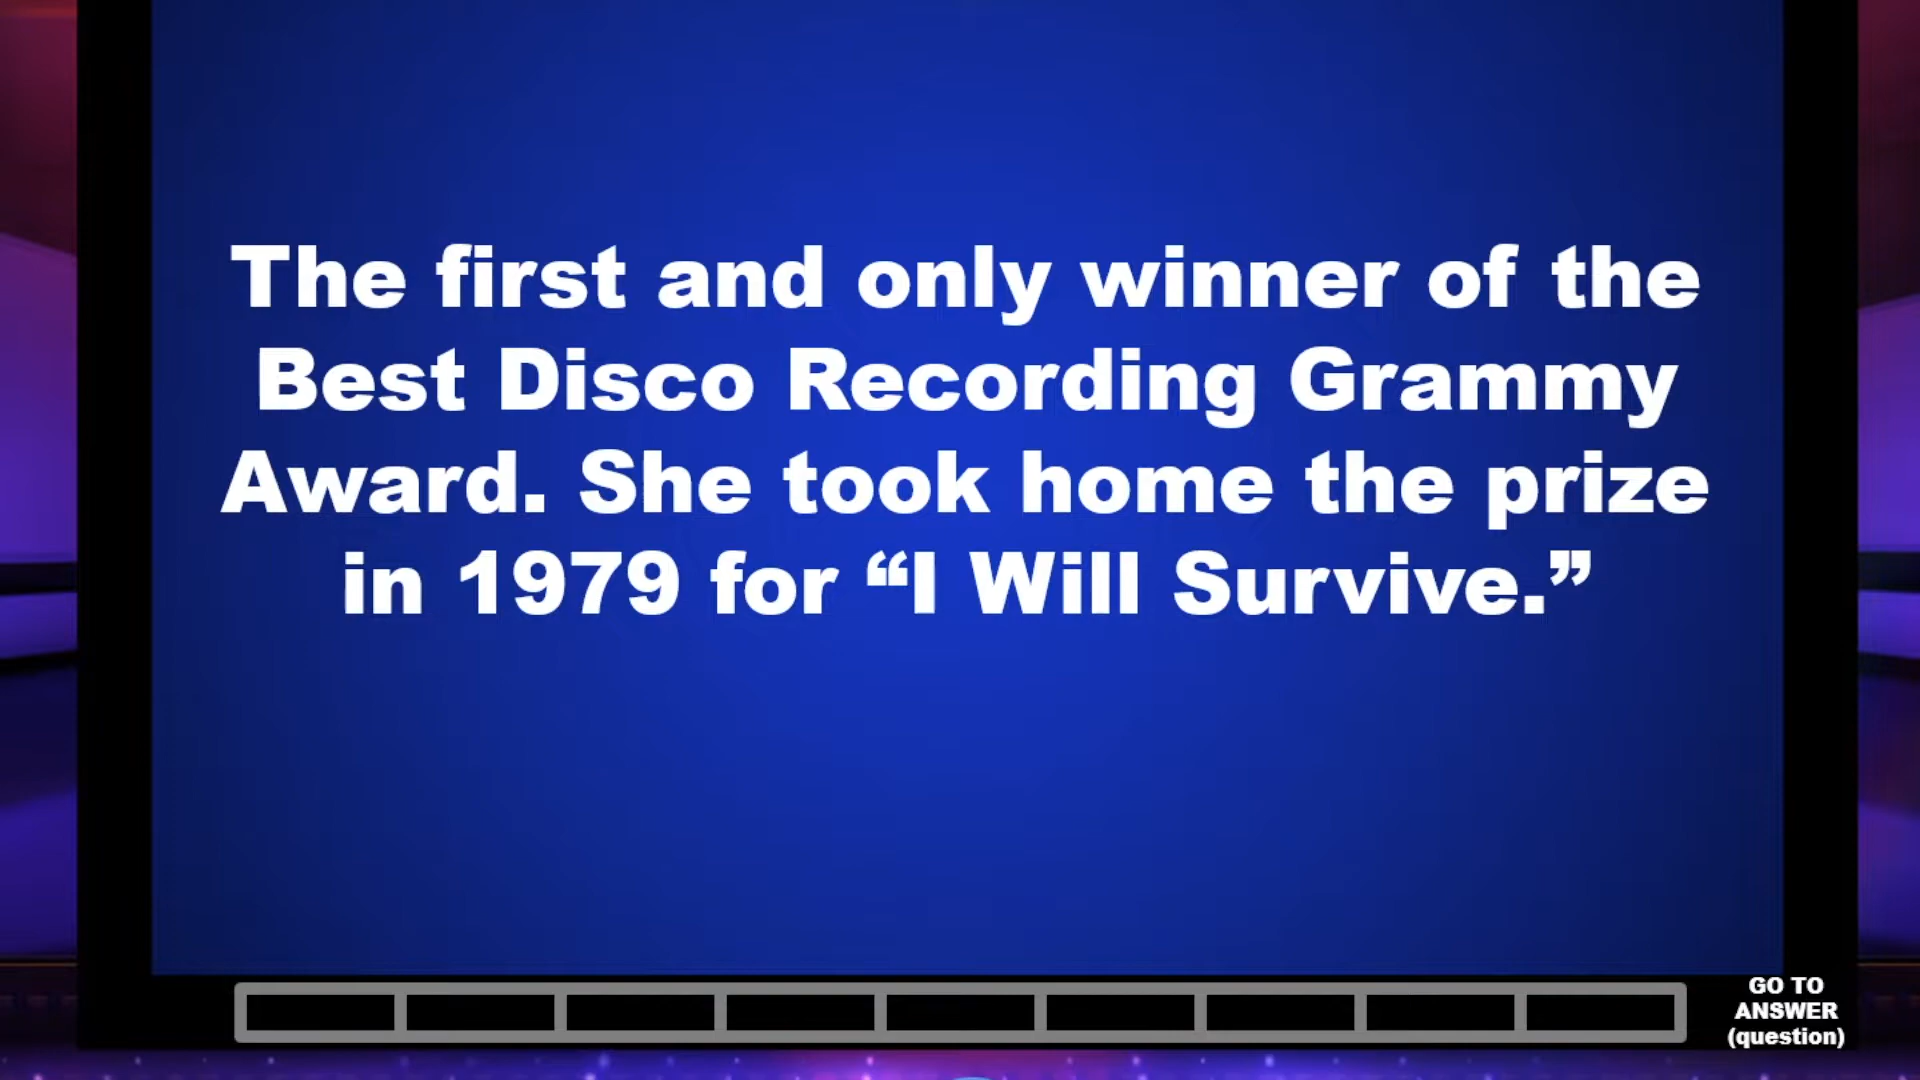 The first and only winner of the
Best Disco Recording Grammy
Award. She took home the prize
in 1979 for “I Will Survive.”
GO TO
ANSWER
(question)